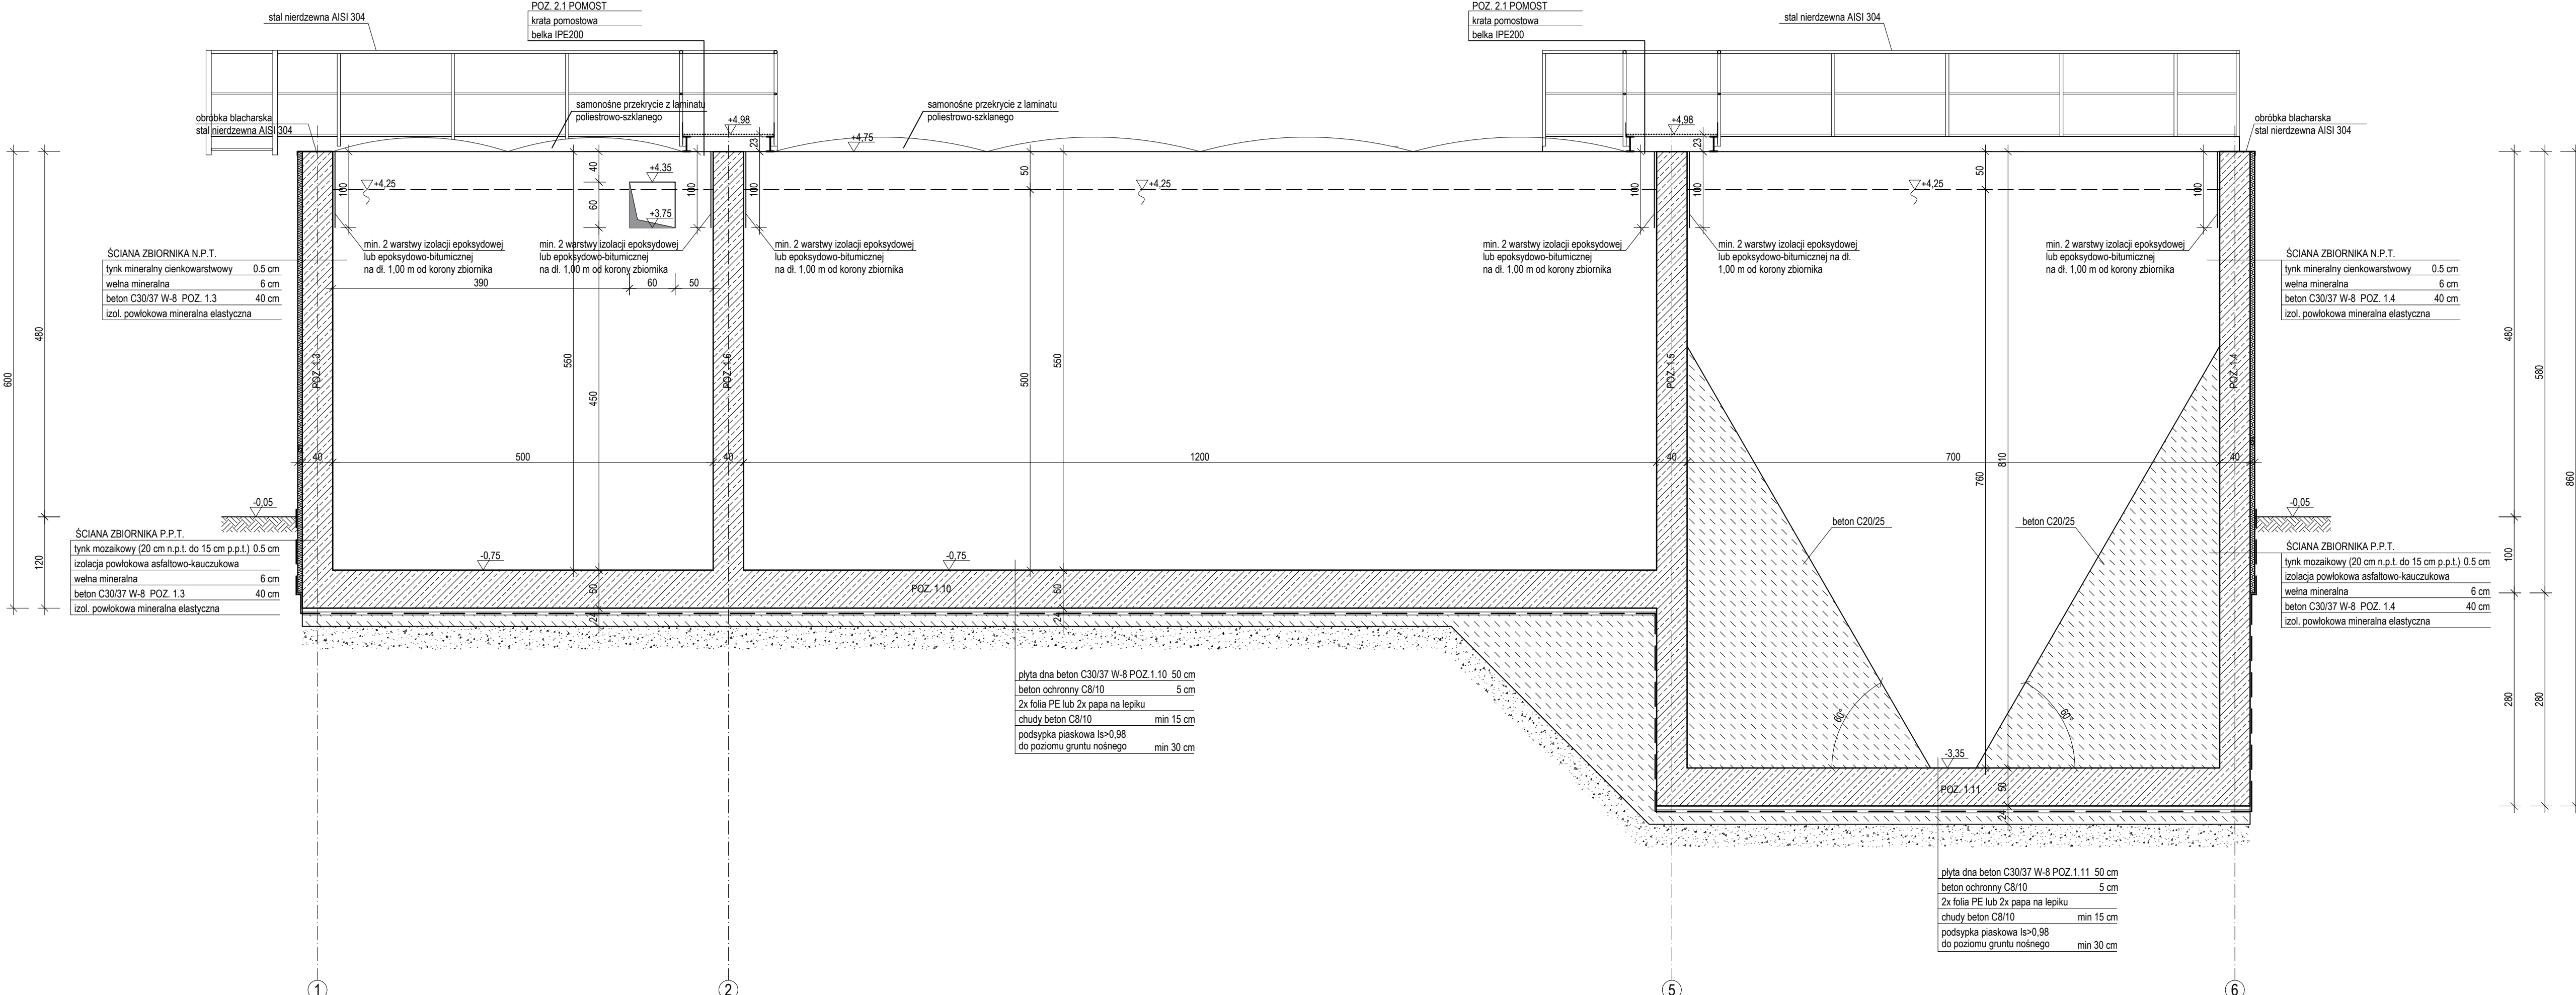 POZ. 2.1 POMOST
krata pomostowa
belka IPE200
stal nierdzewna AISI 304
POZ. 2.1 POMOST
krata pomostowa
belka IPE200
stal nierdzewna AISI 304
obróbka blacharska
stal nierdzewna AISI 304
samonośne przekrycie z laminatu
poliestrowo-szklanego
samonośne przekrycie z laminatu
poliestrowo-szklanego
obróbka blacharska
stal nierdzewna AISI 304
+4,98
+4,75
+4,98
23
23
40
50
50
+4,35
100
+4,25
100
100
+4,25
100
100
+4,25
100
60
+3,75
min. 2 warstwy izolacji epoksydowej
lub epoksydowo-bitumicznej
na dł. 1,00 m od korony zbiornika
min. 2 warstwy izolacji epoksydowej
lub epoksydowo-bitumicznej
na dł. 1,00 m od korony zbiornika
min. 2 warstwy izolacji epoksydowej
lub epoksydowo-bitumicznej
na dł. 1,00 m od korony zbiornika
min. 2 warstwy izolacji epoksydowej
lub epoksydowo-bitumicznej
na dł. 1,00 m od korony zbiornika
min. 2 warstwy izolacji epoksydowej
lub epoksydowo-bitumicznej na dł.
1,00 m od korony zbiornika
min. 2 warstwy izolacji epoksydowej
lub epoksydowo-bitumicznej
na dł. 1,00 m od korony zbiornika
ŚCIANA ZBIORNIKA N.P.T.
tynk mineralny cienkowarstwowy 0.5 cm
wełna mineralna 6 cm
beton C30/37 W-8 POZ. 1.3 40 cm
izol. powłokowa mineralna elastyczna
ŚCIANA ZBIORNIKA N.P.T.
tynk mineralny cienkowarstwowy 0.5 cm
wełna mineralna 6 cm
beton C30/37 W-8 POZ. 1.4 40 cm
izol. powłokowa mineralna elastyczna
390 60 50
600
480
POZ. 1.3
550
450
POZ. 1.6
500
550
POZ. 1.5
POZ. 1.4
480
580
860
40 500 40 1200 40 700 40
760
810
-0,05
-0,05
beton C20/25
beton C20/25
ŚCIANA ZBIORNIKA P.P.T.
tynk mozaikowy (20 cm n.p.t. do 15 cm p.p.t.) 0.5 cm
izolacja powłokowa asfaltowo-kauczukowa
wełna mineralna 6 cm
beton C30/37 W-8 POZ. 1.3 40 cm
izol. powłokowa mineralna elastyczna
ŚCIANA ZBIORNIKA P.P.T.
tynk mozaikowy (20 cm n.p.t. do 15 cm p.p.t.) 0.5 cm
izolacja powłokowa asfaltowo-kauczukowa
wełna mineralna 6 cm
beton C30/37 W-8 POZ. 1.4 40 cm
izol. powłokowa mineralna elastyczna
120
100
-0,75
-0,75
50
POZ. 1.10
50
24
24
płyta dna beton C30/37 W-8 POZ.1.10 50 cm
beton ochronny C8/10 5 cm
2x folia PE lub 2x papa na lepiku
chudy beton C8/10 min 15 cm
podsypka piaskowa Is>0,98
do poziomu gruntu nośnego min 30 cm
60°
60°
280
280
-3,35
POZ. 1.11
50
24
płyta dna beton C30/37 W-8 POZ.1.11 50 cm
beton ochronny C8/10 5 cm
2x folia PE lub 2x papa na lepiku
chudy beton C8/10 min 15 cm
podsypka piaskowa Is>0,98
do poziomu gruntu nośnego min 30 cm
1 2 5 6